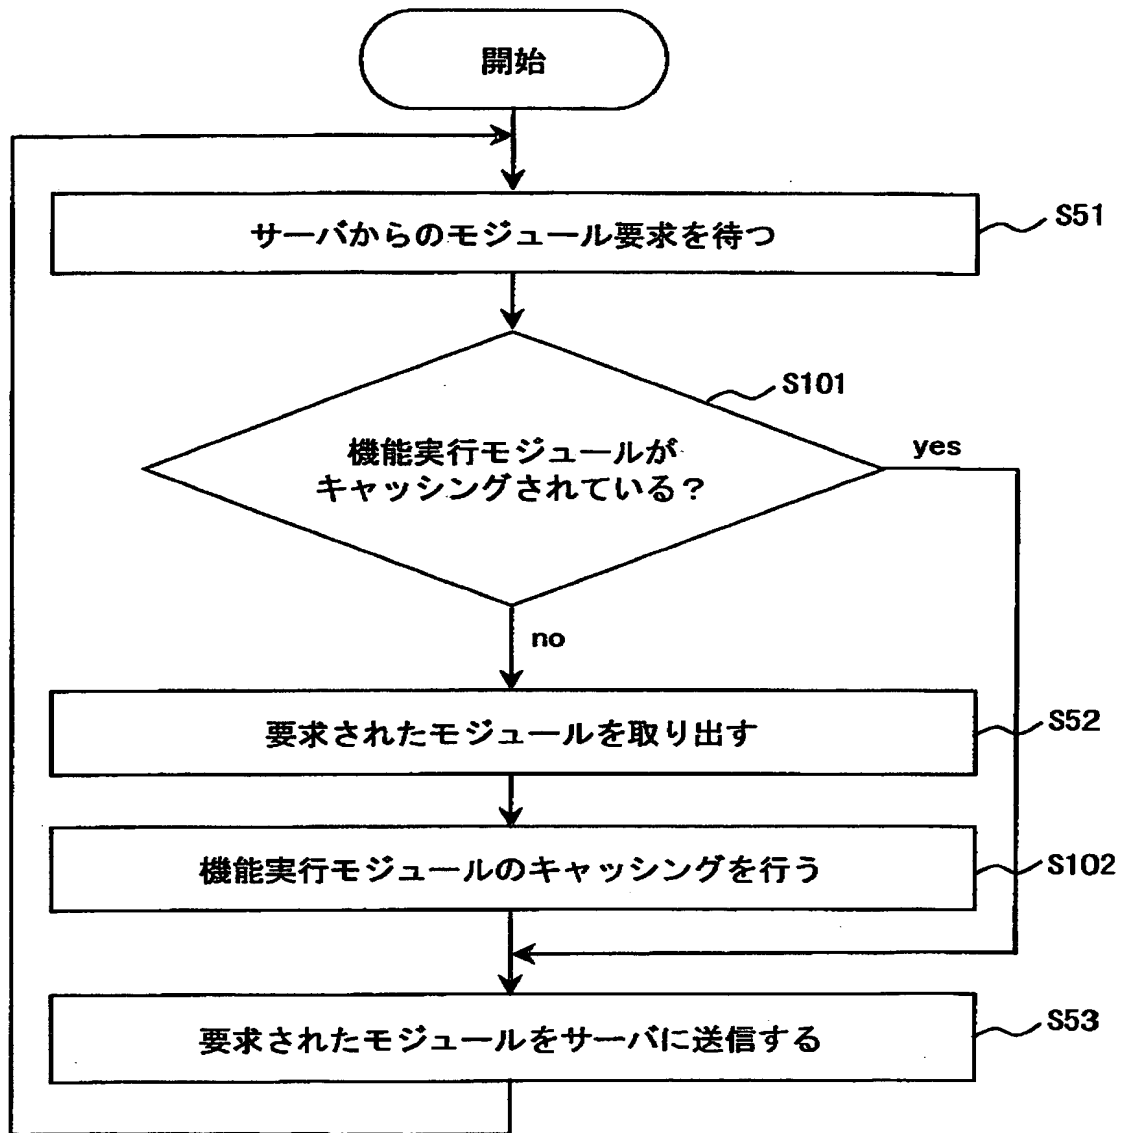 開始
サーバからのモジュール要求を待つ
S51
S101
機能実行モジュールが
キャッシングされている?
yes
no
要求されたモジュールを取り出す
S52
機能実行モジュールのキャッシングを行う
S102
要求されたモジュールをサーバに送信する
S53